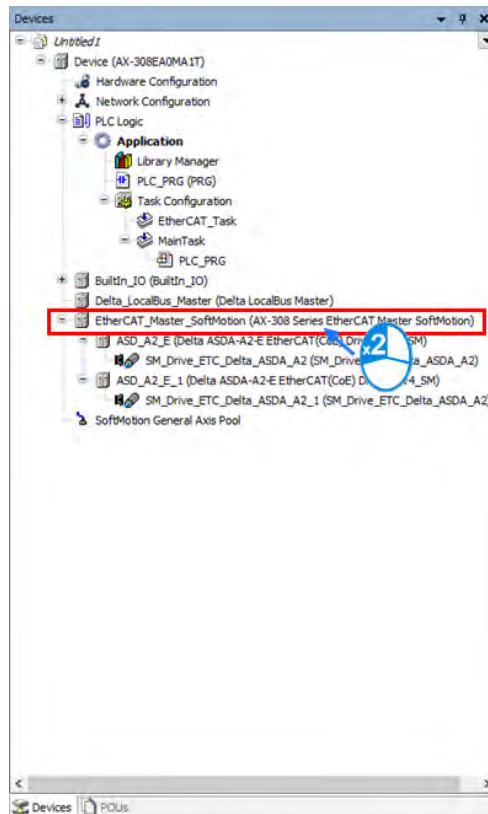 Devices
Untitled1
Device (AX-308EA0MA1T)
Hardware Configuration
Network Configuration
PLC Logic
Application
Library Manager
PLC_PRG (PRG)
Task Configuration
EtherCAT_Task
MainTask
PLC_PRG
BuiltIn_IO (BuiltIn_IO)
Delta_LocalBus_Master (Delta LocalBus Master)
EtherCAT_Master_SoftMotion (AX-308 Series EtherCAT Master SoftMotion)
ASD_A2_E (Delta ASDA-A2-E EtherCAT(CoE) SM)
x2
SM_Drive_ETC_Delta_ASDA_A2 (SM_Drive ASDA_A2)
ASD_A2_E_1 (Delta ASDA-A2-E EtherCAT(CoE) 4_SM)
SM_Drive_ETC_Delta_ASDA_A2_1 (SM_Drive_ETC_Delta_ASDA_A2
SoftMotion General Axis Pool
Devices POUs